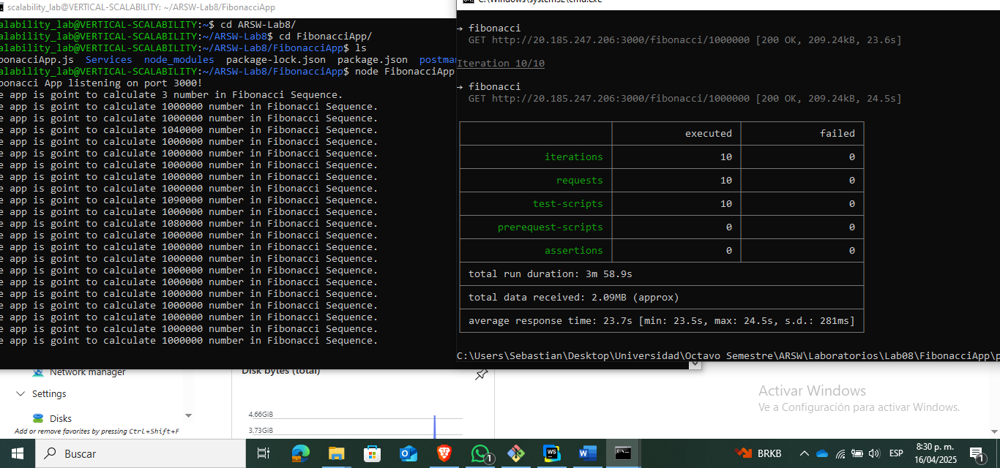 scalability_lab@VERTICAL-SCALABILITY: ~/ARSW-Lab8/FibonacciApp
alability_lab@VERTICAL-SCALABILITY:~$ cd ARSW-Lab8/
alability_lab@VERTICAL-SCALABILITY:~/ARSW-Lab8$ cd FibonacciApp/
alability_lab@VERTICAL-SCALABILITY:~/ARSW-Lab8/FibonacciApp$ ls
bonacciApp.js Services node_modules package-lock.json package.json postman
alability_lab@VERTICAL-SCALABILITY:~/ARSW-Lab8/FibonacciApp$ node FibonacciApp
bonacci App listening on port 3000!
e app is goint to calculate 3 number in Fibonacci Sequence.
e app is goint to calculate 1000000 number in Fibonacci Sequence.
e app is goint to calculate 1000000 number in Fibonacci Sequence.
e app is goint to calculate 1040000 number in Fibonacci Sequence.
e app is goint to calculate 1000000 number in Fibonacci Sequence.
e app is goint to calculate 1000000 number in Fibonacci Sequence.
e app is goint to calculate 1000000 number in Fibonacci Sequence.
e app is goint to calculate 1000000 number in Fibonacci Sequence.
e app is goint to calculate 1000000 number in Fibonacci Sequence.
e app is goint to calculate 1090000 number in Fibonacci Sequence.
e app is goint to calculate 1000000 number in Fibonacci Sequence.
e app is goint to calculate 1080000 number in Fibonacci Sequence.
e app is goint to calculate 1000000 number in Fibonacci Sequence.
e app is goint to calculate 1000000 number in Fibonacci Sequence.
e app is goint to calculate 1000000 number in Fibonacci Sequence.
e app is goint to calculate 1000000 number in Fibonacci Sequence.
e app is goint to calculate 1000000 number in Fibonacci Sequence.
e app is goint to calculate 1000000 number in Fibonacci Sequence.
e app is goint to calculate 1000000 number in Fibonacci Sequence.
e app is goint to calculate 1000000 number in Fibonacci Sequence.
e app is goint to calculate 1000000 number in Fibonacci Sequence.
e app is goint to calculate 1000000 number in Fibonacci Sequence.
C:\Windows\system32\cmd.exe
→ fibonacci
GET http://20.185.247.206:3000/fibonacci/1000000 [200 OK, 209.24kB, 23.6s]
Iteration 10/10
→ fibonacci
GET http://20.185.247.206:3000/fibonacci/1000000 [200 OK, 209.24kB, 24.5s]
executed failed
iterations 10 0
requests 10 0
test-scripts 10 0
prerequest-scripts 0 0
assertions 0 0
total run duration: 3m 58.9s
total data received: 2.09MB (approx)
average response time: 23.7s [min: 23.5s, max: 24.5s, s.d.: 281ms]
C:\Users\Sebastian\Desktop\Universidad\Octavo Semestre\ARSW\Laboratorios\Lab08\FibonacciApp\p
Network manager
Settings
Disks
Add or remove favorites by pressing Ctrl+Shift+F
Disk bytes (total)
4.66GiB
3.73GiB
Activar Windows
Ve a Configuración para activar Windows.
Buscar
1
WS
BRKB
ESP
8:30 p. m.
16/04/2025
1